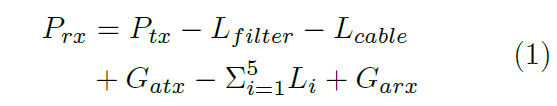 P_{rx} = P_{tx} − L_{filter} − L_{cable}
+ G_{atx} − Σ_{i=1}^{5} L_i + G_{arx} (1)